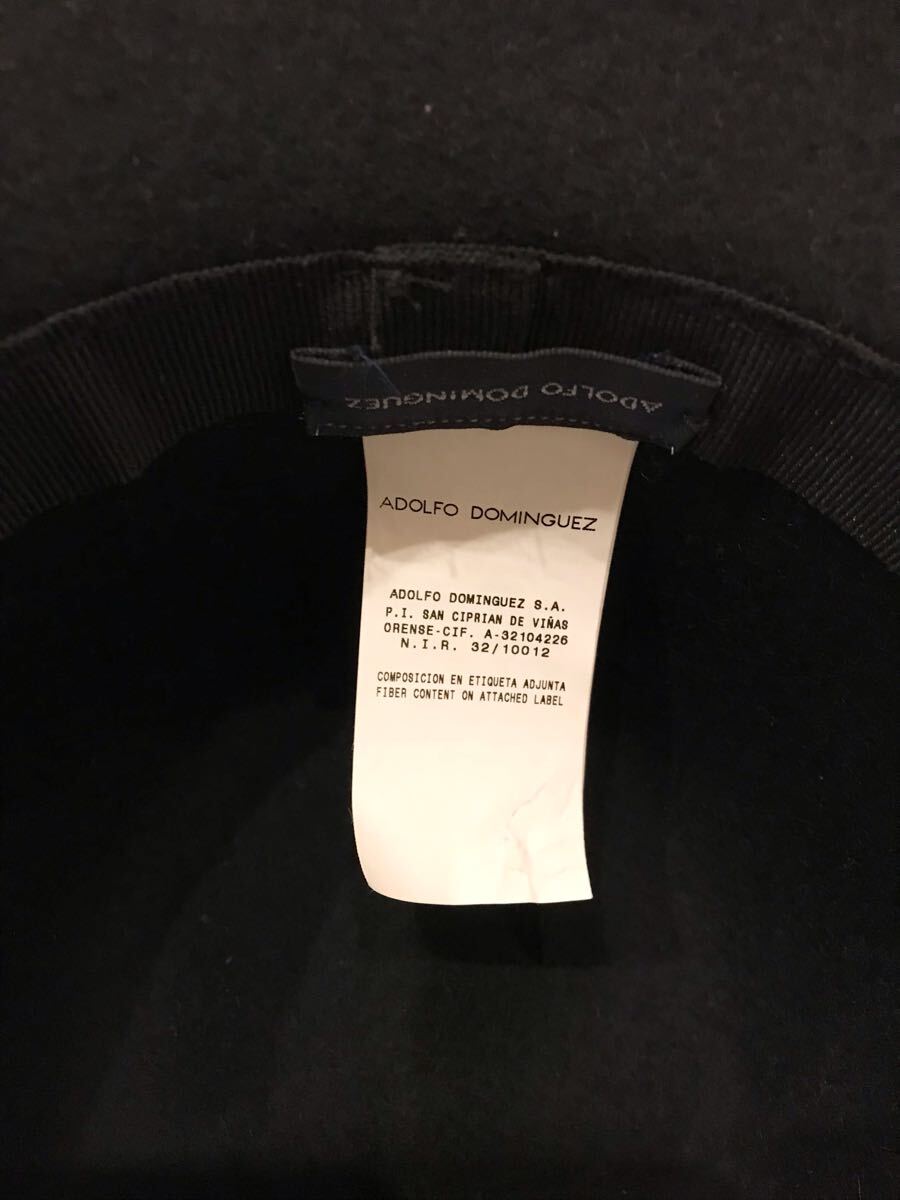 ADOLFO DOMINGUEZ
ADOLFO DOMINGUEZ
ADOLFO DOMINGUEZ S.A.
P.I. SAN CIPRIAN DE VIÑAS
ORENSE-CIF. A-32104226
N.I.R. 32/10012
COMPOSICION EN ETIQUETA ADJUNTA
FIBER CONTENT ON ATTACHED LABEL